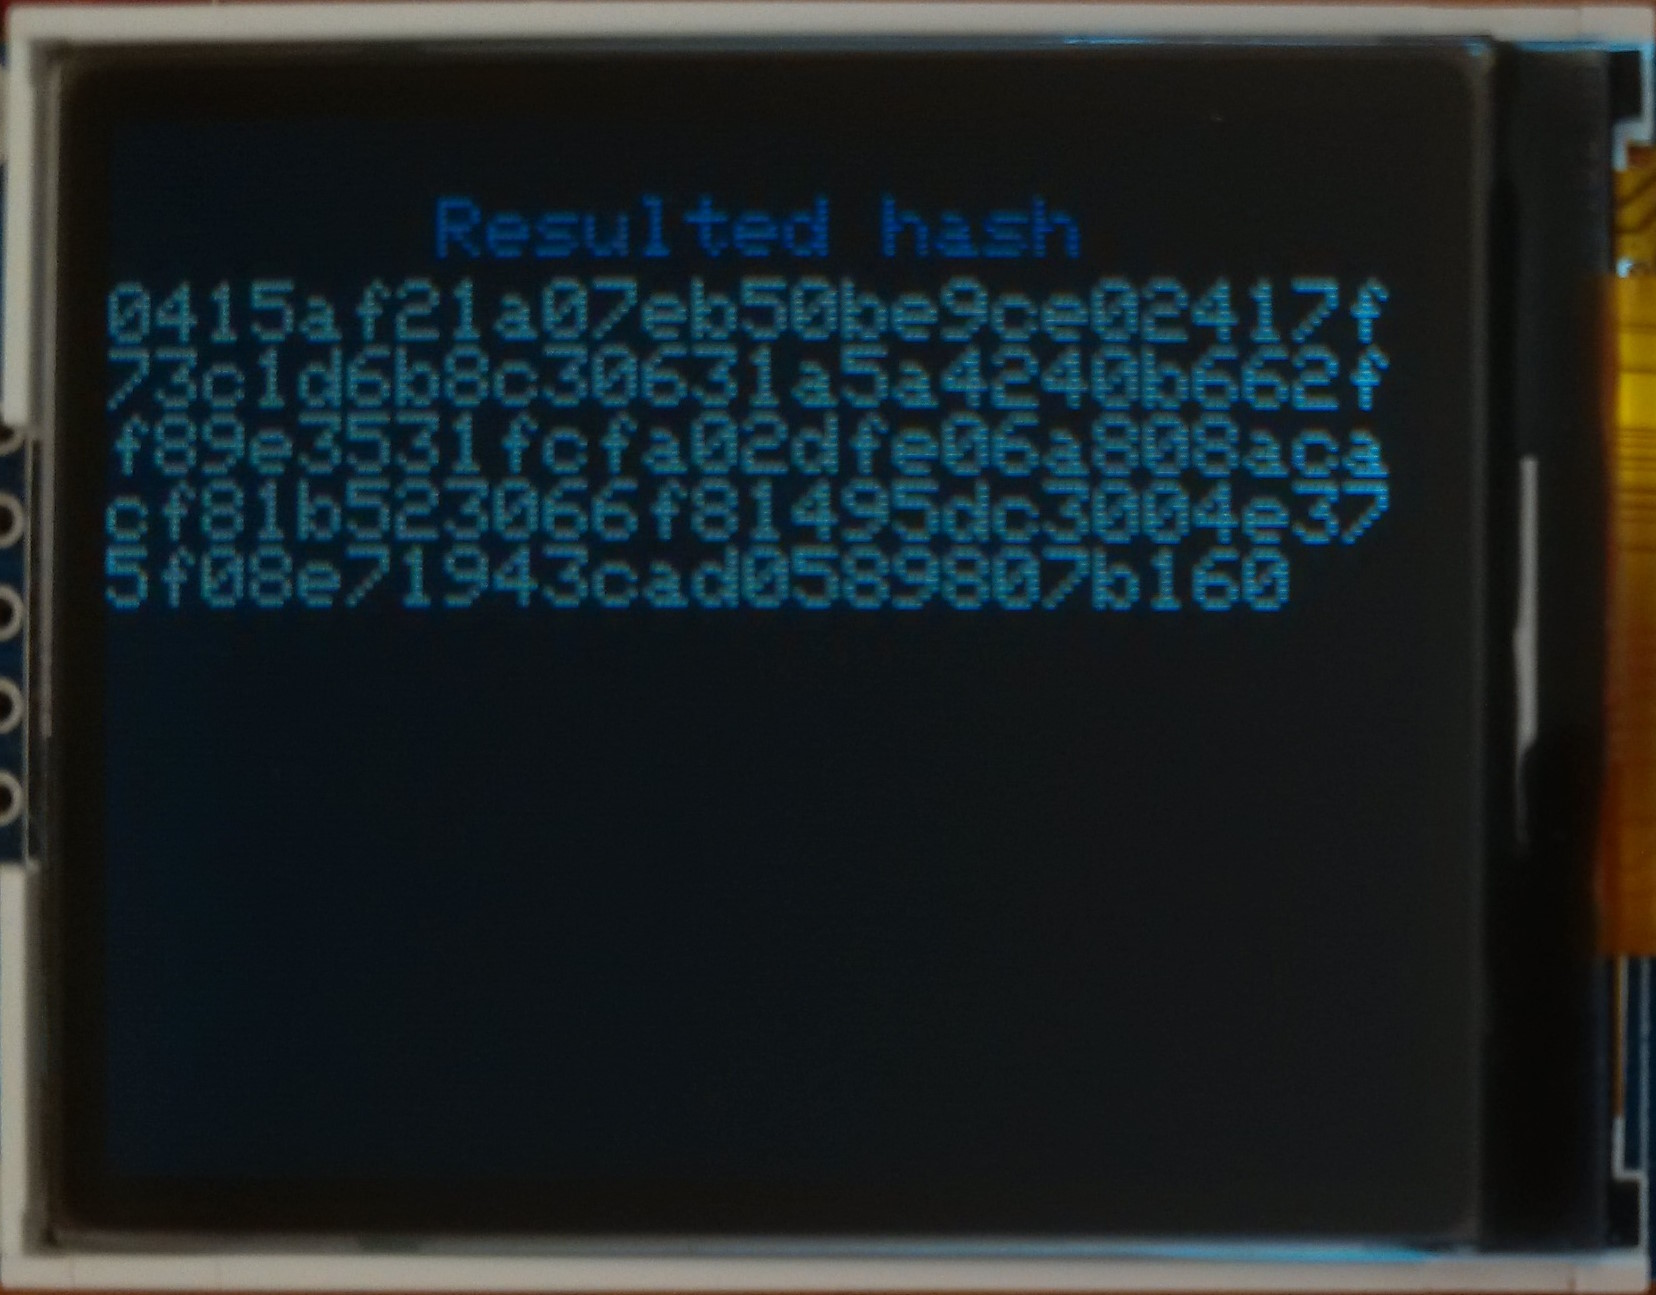 Resulted hash
0415af21a07eb50be9ce02417f
73c1d6b8c30631a5a4240b662f
f89e3531fcfa02dfe06a808aca
cf81b523066f81495dc3004e37
5f08e71943cad0589807b160